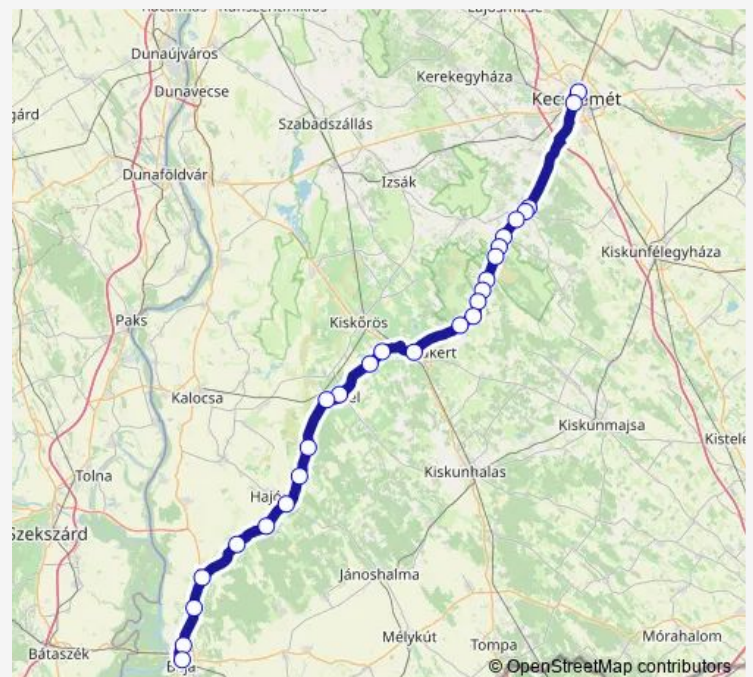 Dunaújváros
Dunavecse
Kerekegyháza
Szabadszállás
Dunaföldvár
Izsák
Kiskunfélegyháza
Paks
Kiskőrös
Kalocsa
Kiskunmajsa
Kistele
Tolna
Kiskunhalas
Szekszárd
Jánoshalma
Mélykút
Tompa
Mórahalom
Bátaszék
© OpenStreetMap contributors